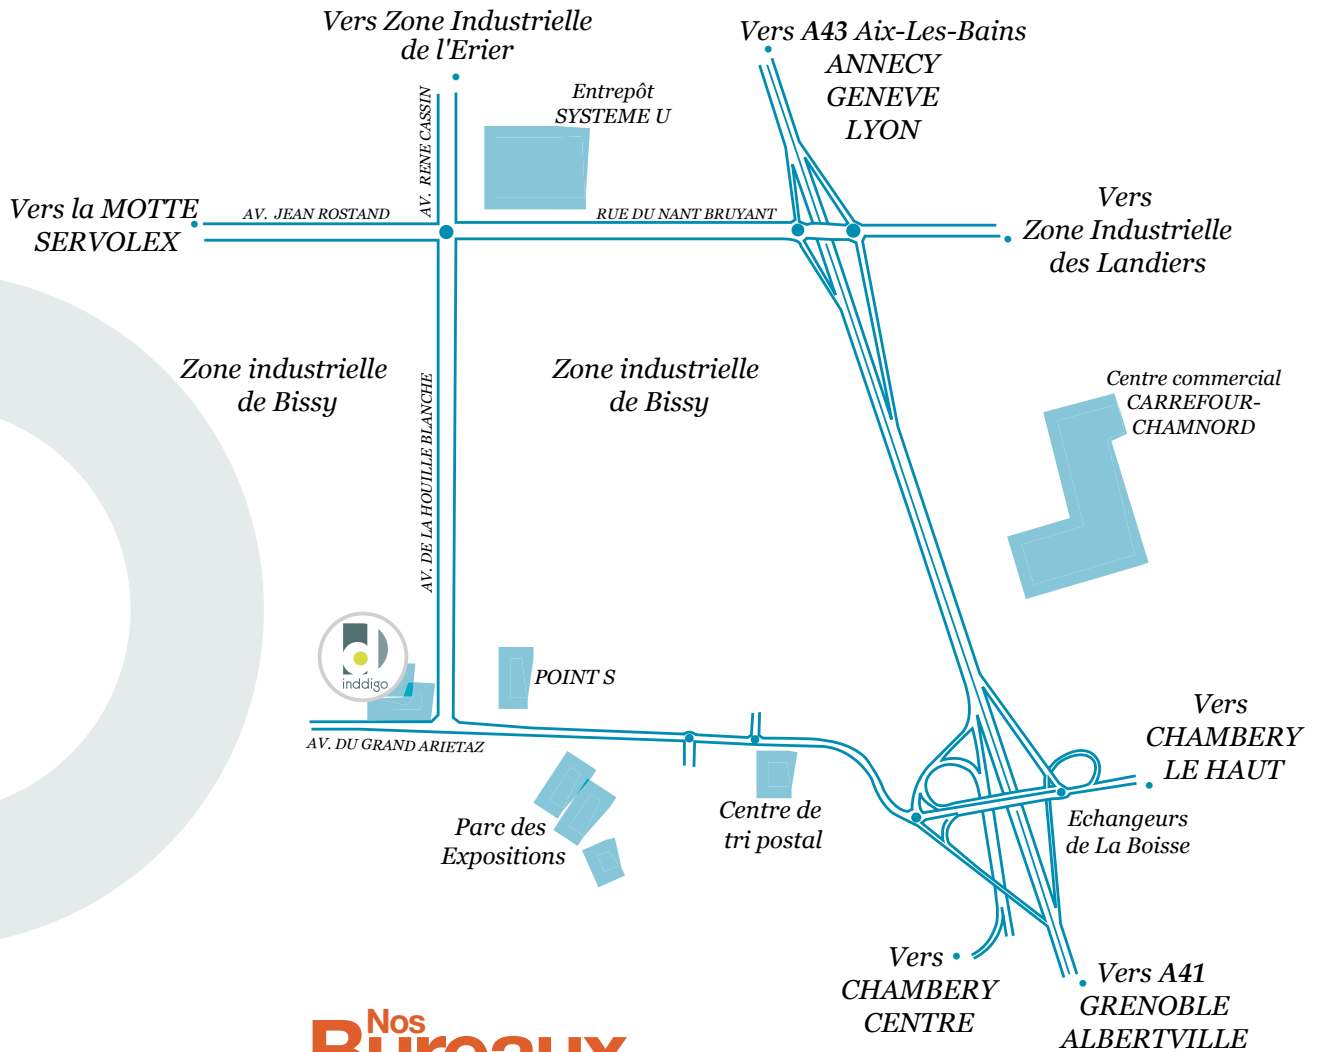 Vers Zone Industrielle
de l'Erier
Vers A43 Aix-Les-Bains
ANNECY
GENEVE
LYON
Entrepôt
SYSTEME U
AV. RENE CASSIN
Vers la MOTTE
SERVOLEX
AV. JEAN ROSTAND
RUE DU NANT BRUYANT
Vers
Zone Industrielle
des Landiers
Zone industrielle
de Bissy
Zone industrielle
de Bissy
Centre commercial
CARREFOUR-
CHAMNORD
AV. DE LA HOUILLE BLANCHE
inddigo
POINT S
AV. DU GRAND ARIETAZ
Vers
CHAMBERY
LE HAUT
Parc des
Expositions
Centre de
tri postal
Echangeurs
de La Boisse
Vers
CHAMBERY
CENTRE
Vers A41
GRENOBLE
ALBERTVILLE
Nos
Bureaux